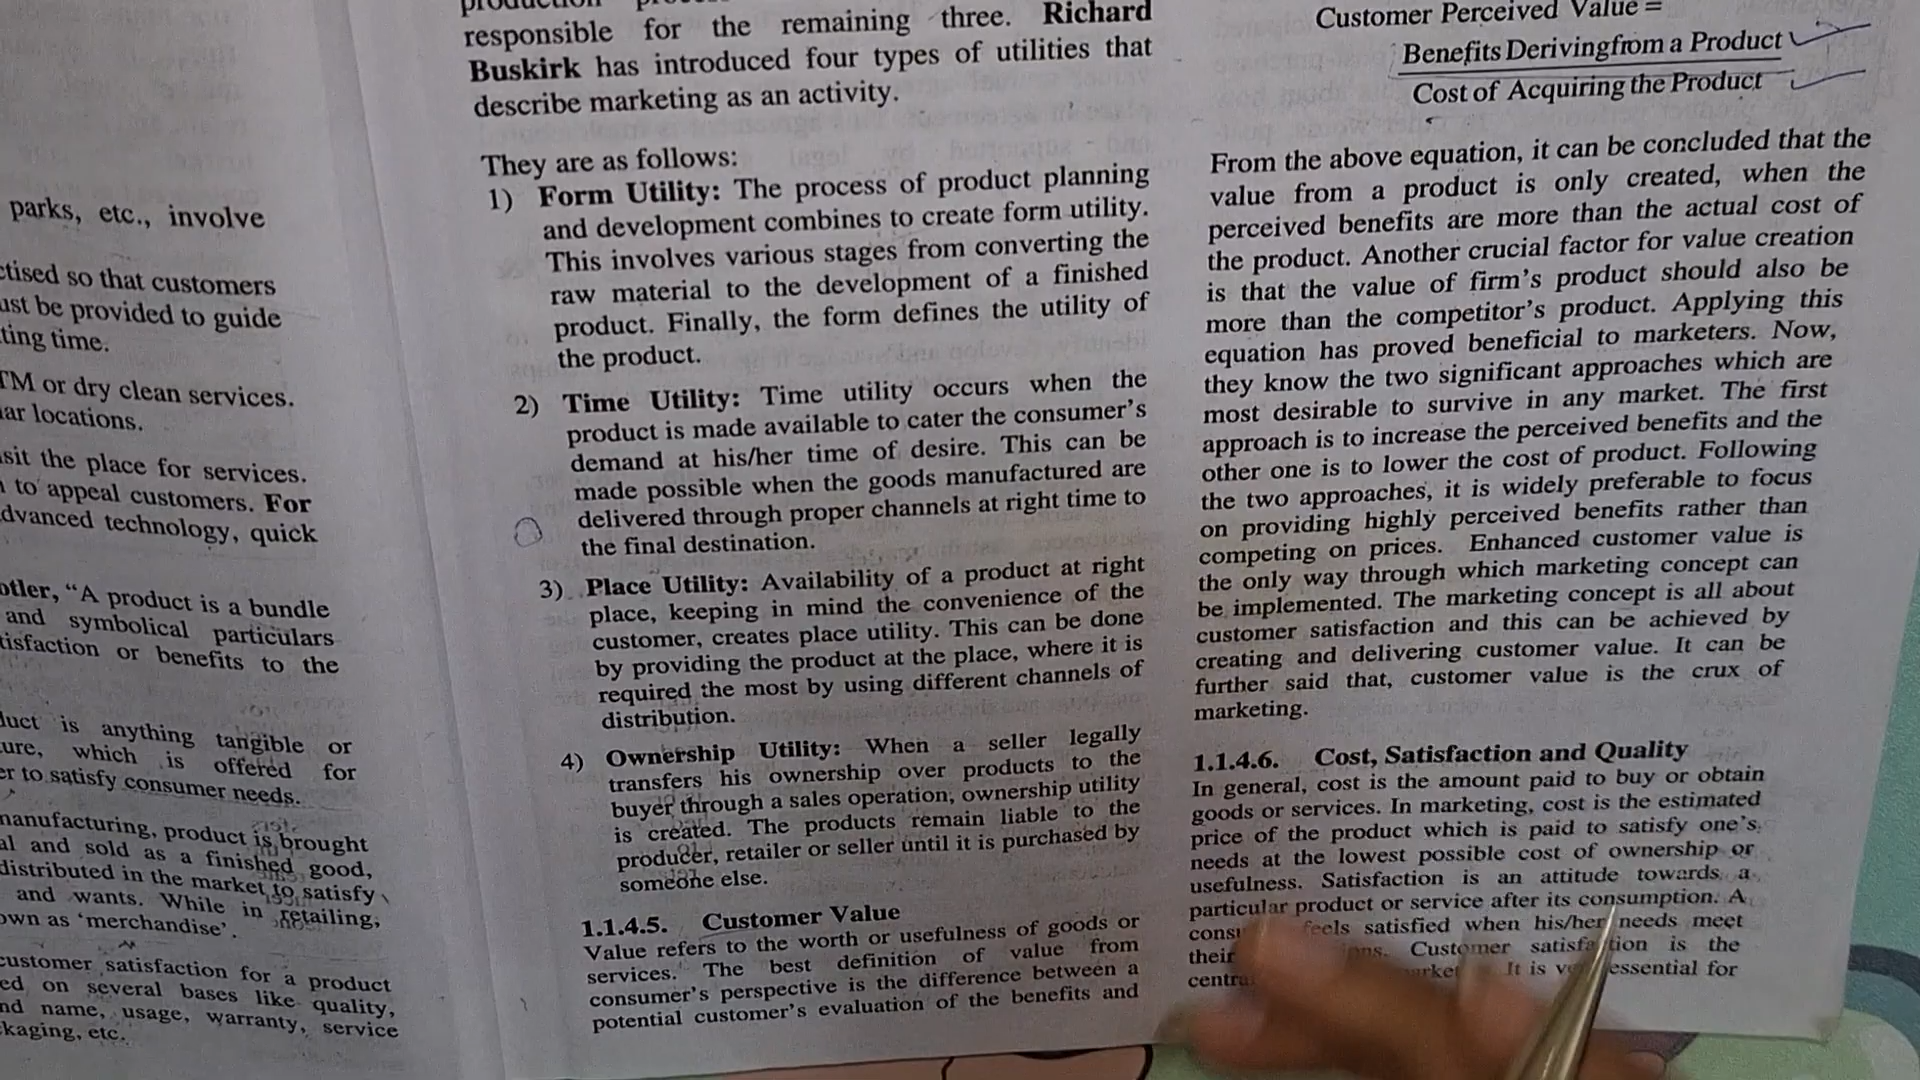 parks, etc., involve
so that customers
be provided to guide
time.
or dry clean services.
locations.
the place for services.
to appeal customers. For
technology, quick
"A product is a bundle
and symbolical particulars
or benefits to the
is anything tangible or
which is offered for
to satisfy consumer needs.
product is brought
and sold as a finished good,
in the market to satisfy
and wants. While in retailing,
as 'merchandise'.
customer satisfaction for a product
on several bases like quality,
name, usage, warranty, service
etc.
responsible for the remaining three. Richard
Buskirk has introduced four types of utilities that
describe marketing as an activity.
They are as follows:
1) Form Utility: The process of product planning
and development combines to create form utility.
This involves various stages from converting the
raw material to the development of a finished
product. Finally, the form defines the utility of
the product.
2) Time Utility: Time utility occurs when the
product is made available to cater the consumer's
demand at his/her time of desire. This can be
made possible when the goods manufactured are
delivered through proper channels at right time to
the final destination.
3) Place Utility: Availability of a product at right
place, keeping in mind the convenience of the
customer, creates place utility. This can be done
by providing the product at the place, where it is
required the most by using different channels of
distribution.
4) Ownership Utility: When a seller legally
transfers his ownership over products to the
buyer through a sales operation, ownership utility
is created. The products remain liable to the
producer, retailer or seller until it is purchased by
someone else.
1.1.4.5. Customer Value
Value refers to the worth or usefulness of goods or
services. The best definition of value from
consumer's perspective is the difference between a
potential customer's evaluation of the benefits and
Customer Perceived Value =
Benefits Derivingfrom a Product
Cost of Acquiring the Product
From the above equation, it can be concluded that the
value from a product is only created, when the
perceived benefits are more than the actual cost of
the product. Another crucial factor for value creation
is that the value of firm's product should also be
more than the competitor's product. Applying this
equation has proved beneficial to marketers. Now,
they know the two significant approaches which are
most desirable to survive in any market. The first
approach is to increase the perceived benefits and the
other one is to lower the cost of product. Following
the two approaches, it is widely preferable to focus
on providing highly perceived benefits rather than
competing on prices. Enhanced customer value is
the only way through which marketing concept can
be implemented. The marketing concept is all about
customer satisfaction and this can be achieved by
creating and delivering customer value. It can be
further said that, customer value is the crux of
marketing.
1.1.4.6. Cost, Satisfaction and Quality
In general, cost is the amount paid to buy or obtain
goods or services. In marketing, cost is the estimated
price of the product which is paid to satisfy one's
needs at the lowest possible cost of ownership or
usefulness. Satisfaction is an attitude towards a
particular product or service after its consumption. A
feels satisfied when his/her needs meet
their Customer satisfaction is the
It is essential for